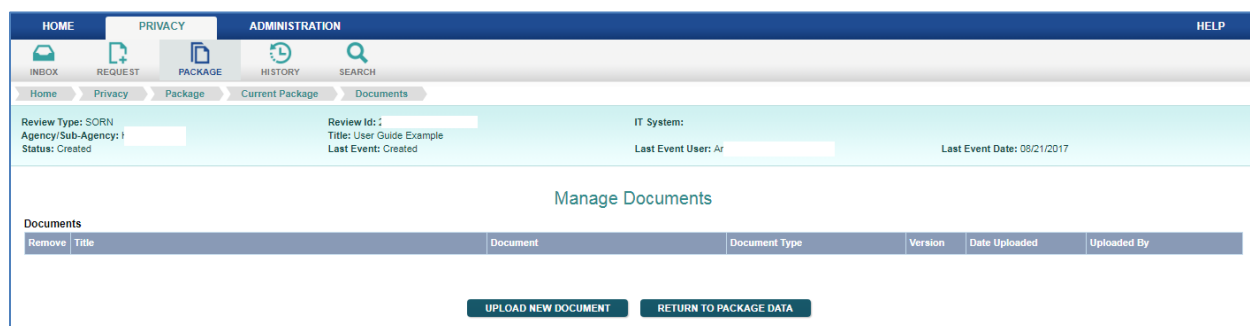 HOME PRIVACY ADMINISTRATION HELP
INBOX REQUEST PACKAGE HISTORY SEARCH
Home Privacy Package Current Package Documents
Review Type: SORN Review Id: IT System:
Agency/Sub-Agency: Title: User Guide Example
Status: Created Last Event: Created Last Event User: Ar Last Event Date: 08/21/2017
Manage Documents
Documents
Remove Title Document Document Type Version Date Uploaded Uploaded By
UPLOAD NEW DOCUMENT RETURN TO PACKAGE DATA